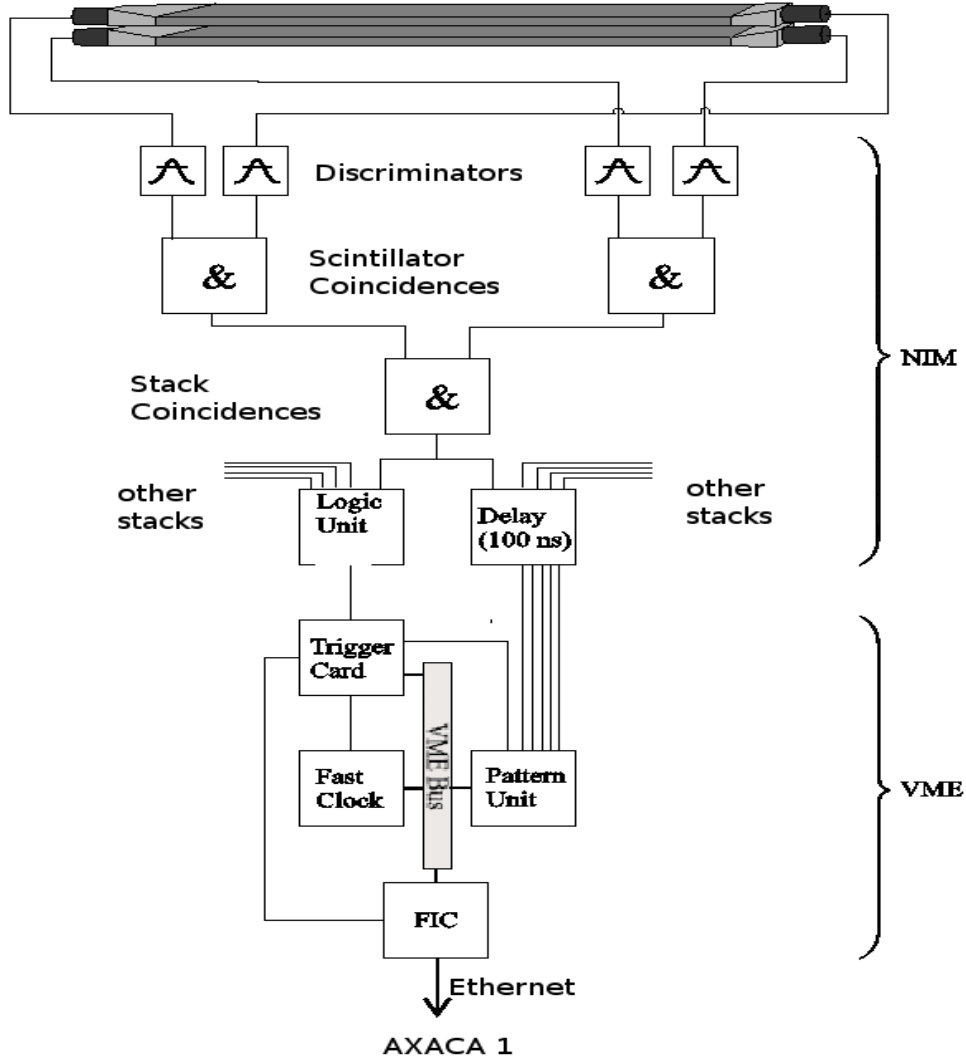 Discriminators
&
Scintillator
Coincidences
&
NIM
Stack
Coincidences
&
other
stacks
Logic
Unit
Delay
(100 ns)
other
stacks
Trigger
Card
VME Bus
Fast
Clock
Pattern
Unit
VME
FIC
Ethernet
AXACA 1